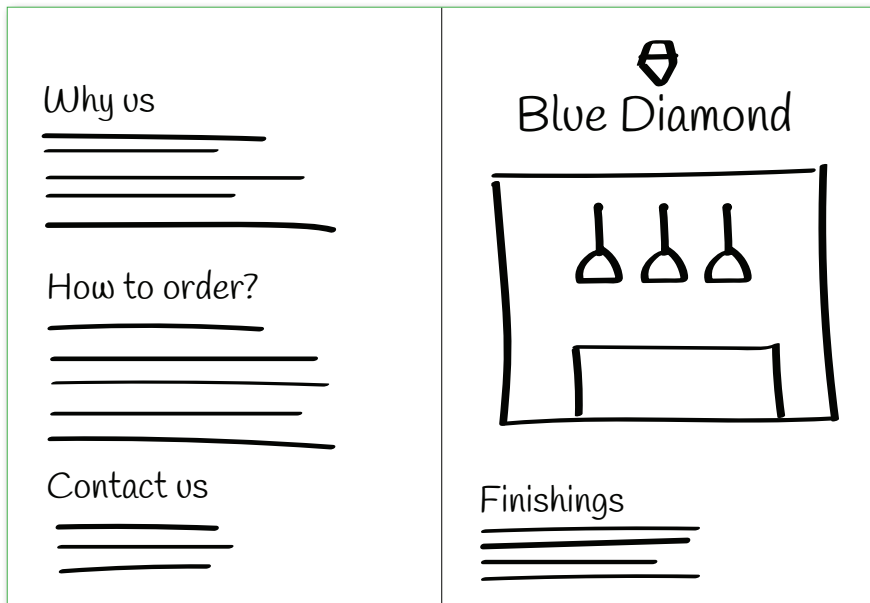 Why us
How to order?
Contact us
Blue Diamond
Finishings